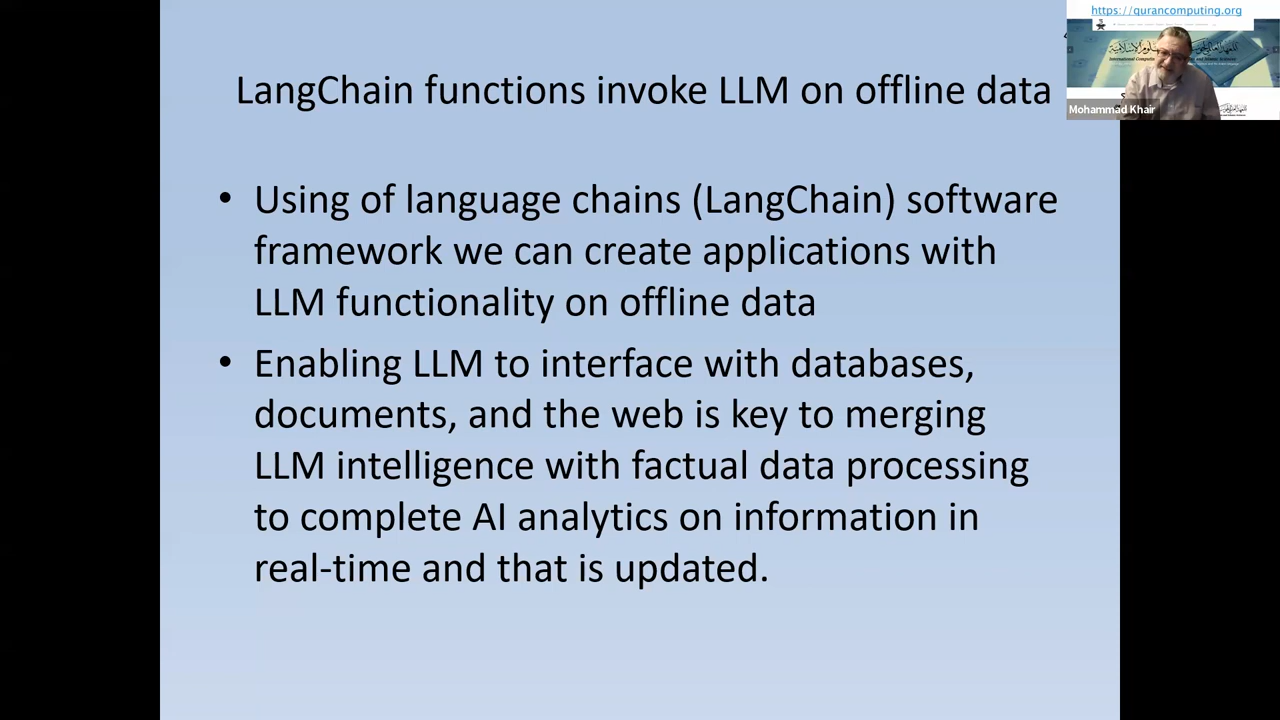 https://qurancomputing.org
LangChain functions invoke LLM on offline data
Mohammad Khair
• Using of language chains (LangChain) software
framework we can create applications with
LLM functionality on offline data
• Enabling LLM to interface with databases,
documents, and the web is key to merging
LLM intelligence with factual data processing
to complete AI analytics on information in
real-time and that is updated.